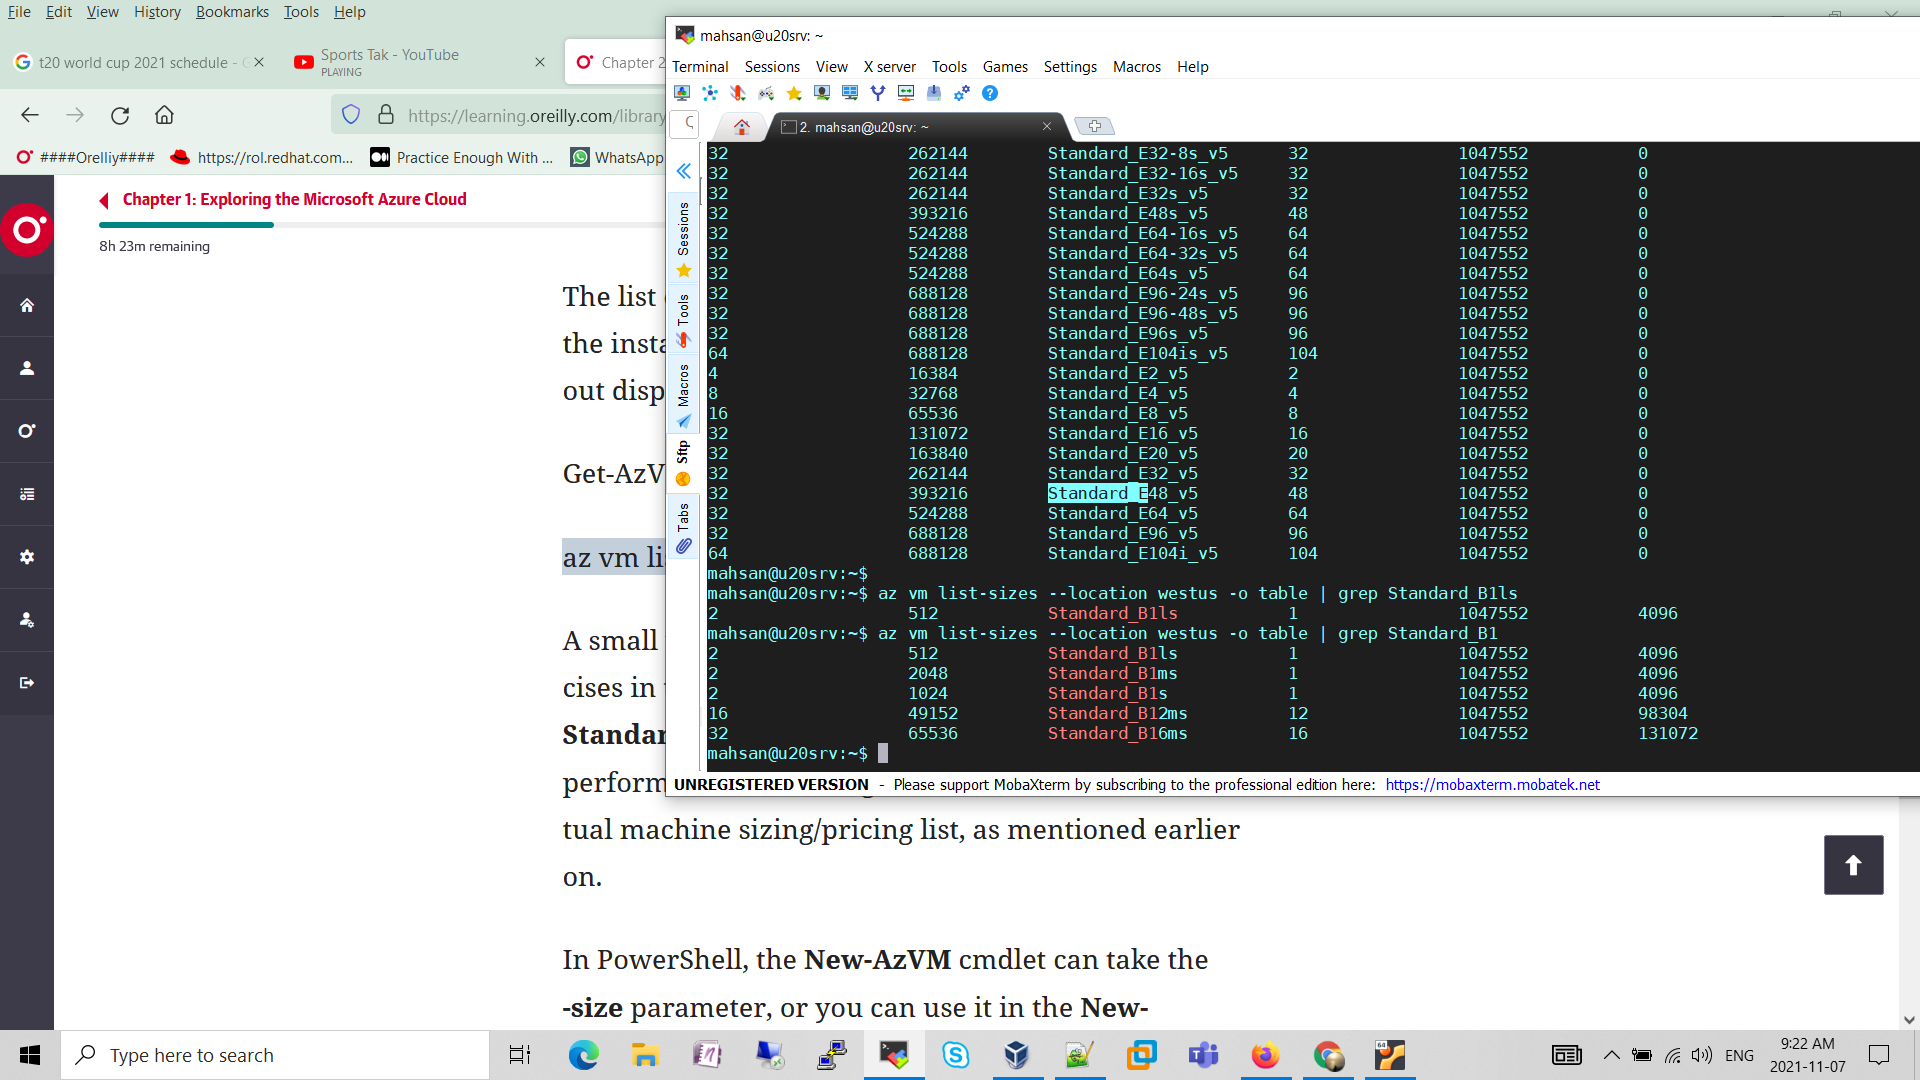 File Edit View History Bookmarks Tools Help
t20 world cup 2021 schedule -
Sports Tak - YouTube
PLAYING
Chapter 2
https://learning.oreilly.com/library
####Orelliy####
https://rol.redhat.com...
Practice Enough With ...
WhatsApp
Chapter 1: Exploring the Microsoft Azure Cloud
8h 23m remaining
The list
the insta
out disp
Get-AzV
az vm li
A small
cises in
Standar
perform
tual machine sizing/pricing list, as mentioned earlier
on.
In PowerShell, the New-AzVM cmdlet can take the
-size parameter, or you can use it in the New-
mahsan@u20srv: ~
Terminal Sessions View X server Tools Games Settings Macros Help
2. mahsan@u20srv: ~
Sessions
Tools
Macros
Sftp
Tabs
32 262144 Standard_E32-8s_v5 32 1047552 0
32 262144 Standard_E32-16s_v5 32 1047552 0
32 262144 Standard_E32s_v5 32 1047552 0
32 393216 Standard_E48s_v5 48 1047552 0
32 524288 Standard_E64-16s_v5 64 1047552 0
32 524288 Standard_E64-32s_v5 64 1047552 0
32 524288 Standard_E64s_v5 64 1047552 0
32 688128 Standard_E96-24s_v5 96 1047552 0
32 688128 Standard_E96-48s_v5 96 1047552 0
32 688128 Standard_E96s_v5 96 1047552 0
64 688128 Standard_E104is_v5 104 1047552 0
4 16384 Standard_E2_v5 2 1047552 0
8 32768 Standard_E4_v5 4 1047552 0
16 65536 Standard_E8_v5 8 1047552 0
32 131072 Standard_E16_v5 16 1047552 0
32 163840 Standard_E20_v5 20 1047552 0
32 262144 Standard_E32_v5 32 1047552 0
32 393216 Standard_E48_v5 48 1047552 0
32 524288 Standard_E64_v5 64 1047552 0
32 688128 Standard_E96_v5 96 1047552 0
64 688128 Standard_E104i_v5 104 1047552 0
mahsan@u20srv:~$
mahsan@u20srv:~$ az vm list-sizes --location westus -o table | grep Standard_B1ls
2 512 Standard_B1ls 1 1047552 4096
mahsan@u20srv:~$ az vm list-sizes --location westus -o table | grep Standard_B1
2 512 Standard_B1ls 1 1047552 4096
2 2048 Standard_B1ms 1 1047552 4096
2 1024 Standard_B1s 1 1047552 4096
16 49152 Standard_B12ms 12 1047552 98304
32 65536 Standard_B16ms 16 1047552 131072
mahsan@u20srv:~$
UNREGISTERED VERSION - Please support MobaXterm by subscribing to the professional edition here: https://mobaxterm.mobatek.net
Type here to search
ENG
9:22 AM
2021-11-07